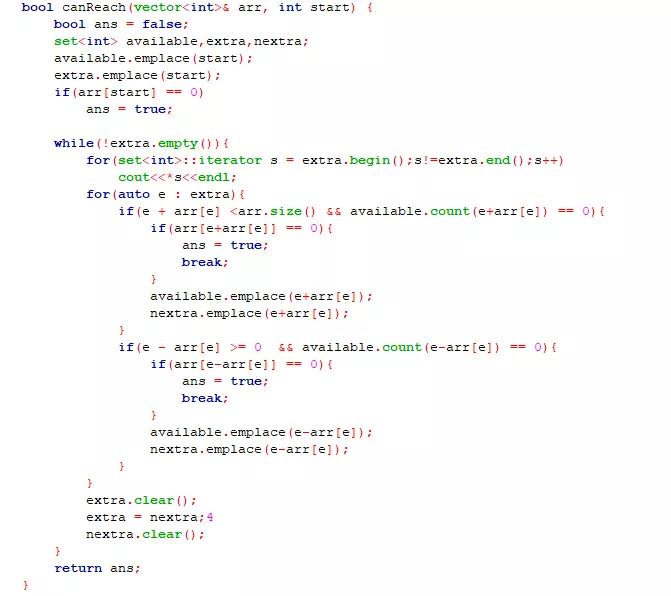 bool canReach(vector<int>& arr, int start) {
    bool ans = false;
    set<int> available,extra,nextra;
    available.emplace(start);
    extra.emplace(start);
    if(arr[start] == 0)
        ans = true;

    while(!extra.empty()){
        for(set<int>::iterator s = extra.begin();s!=extra.end();s++)
            cout<<*s<<endl;
        for(auto e : extra){
            if(e + arr[e] <arr.size() && available.count(e+arr[e]) == 0){
                if(arr[e+arr[e]] == 0){
                    ans = true;
                    break;
                }
                available.emplace(e+arr[e]);
                nextra.emplace(e+arr[e]);
            }
            if(e - arr[e] >= 0  && available.count(e-arr[e]) == 0){
                if(arr[e-arr[e]] == 0){
                    ans = true;
                    break;
                }
                available.emplace(e-arr[e]);
                nextra.emplace(e-arr[e]);
            }
        }
        extra.clear();
        extra = nextra;4
        nextra.clear();
    }
    return ans;
}